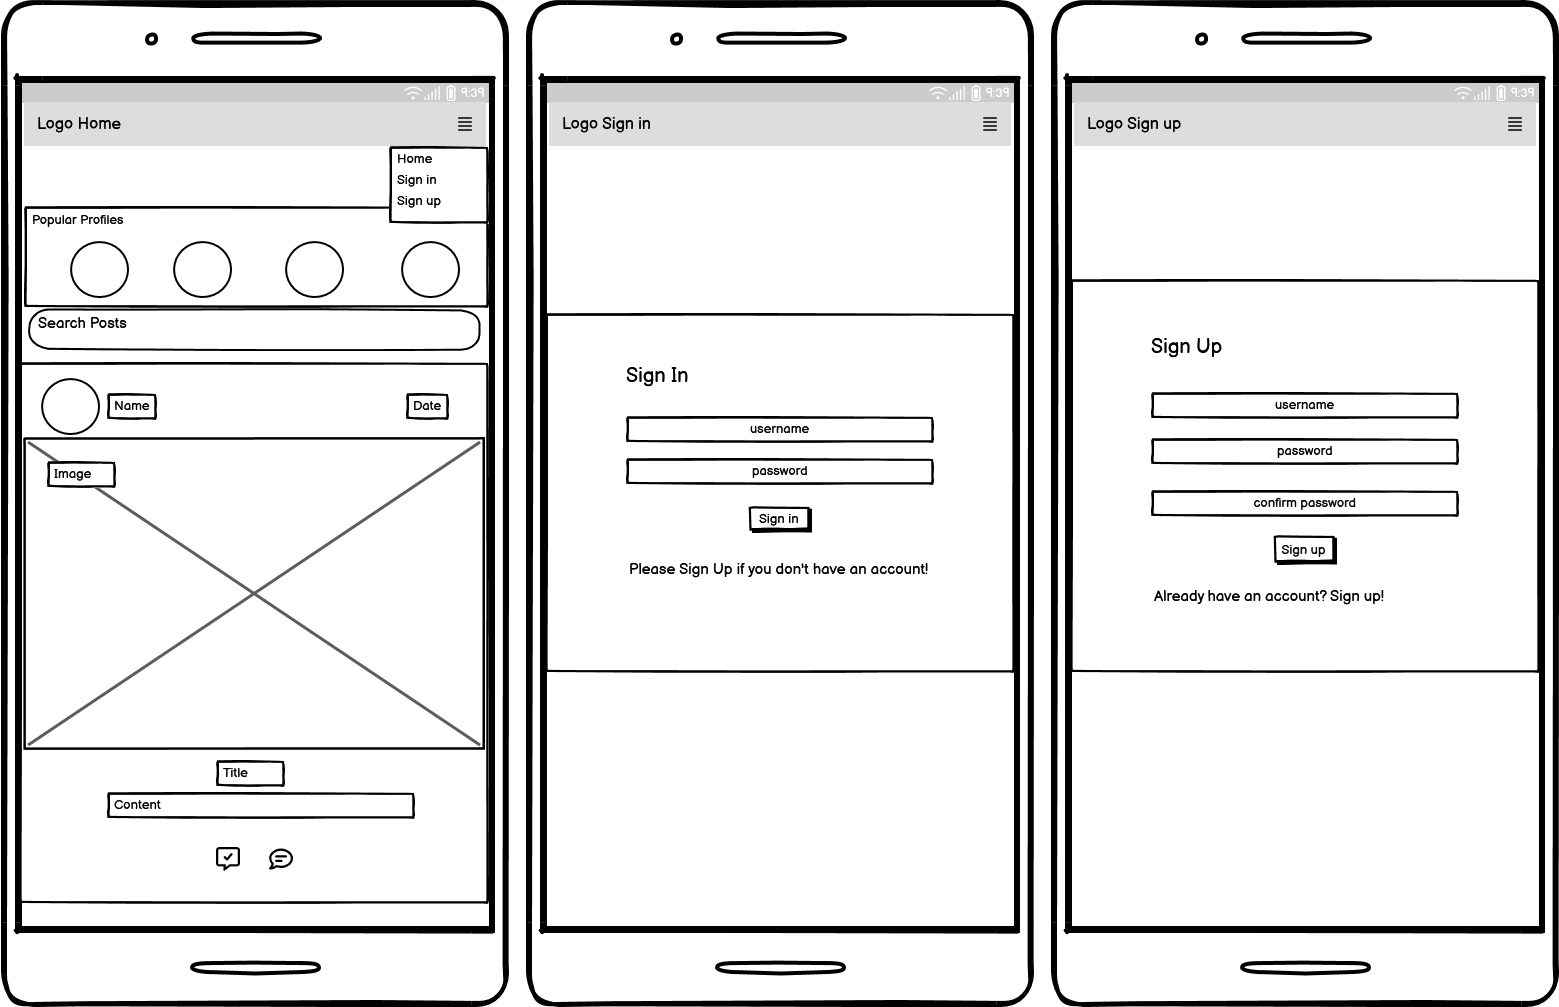 9:39
Logo Home
Home
Sign in
Sign up
Popular Profiles
Search Posts
Name
Date
Image
Title
Content
9:39
Logo Sign in
Sign In
username
password
Sign in
Please Sign Up if you don't have an account!
9:39
Logo Sign up
Sign Up
username
password
confirm password
Sign up
Already have an account? Sign up!